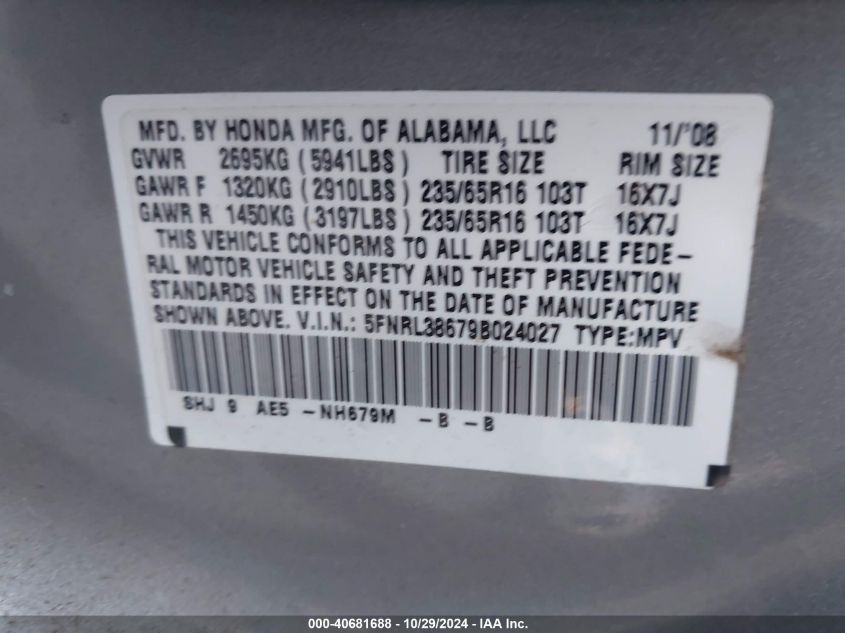 MFD. BY HONDA MFG. OF ALABAMA, LLC 11/'08
GVWR 2695KG (5941LBS) TIRE SIZE RIM SIZE
GAWR F 1320KG (2910LBS) 235/65R16 103T 16X7J
GAWR R 1450KG (3197LBS) 235/65R16 103T 16X7J
THIS VEHICLE CONFORMS TO ALL APPLICABLE FEDE-
RAL MOTOR VEHICLE SAFETY AND THEFT PREVENTION
STANDARDS IN EFFECT ON THE DATE OF MANUFACTURE
SHOWN ABOVE. V.I.N.: 5FNRL38679B024027 TYPE:MPV
SHJ 9 AE5 -NH679M -B -B
000-40681688 - 10/29/2024 - IAA Inc.